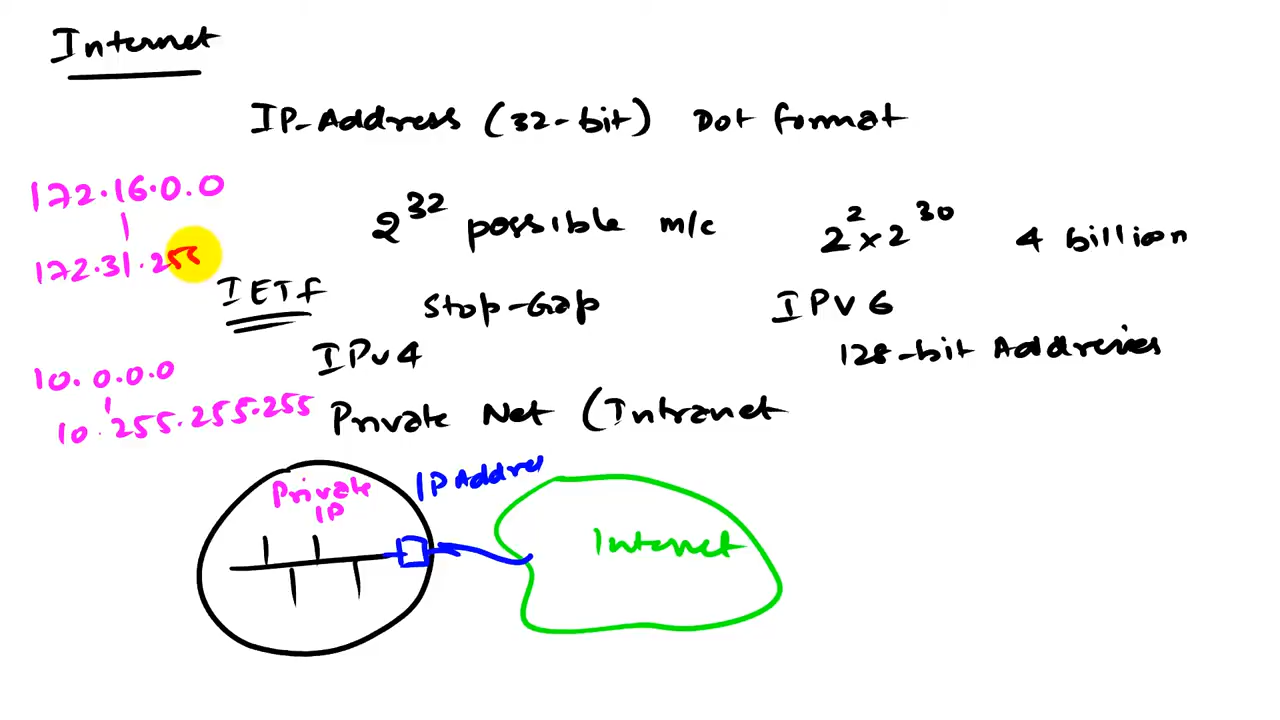 Internet
IP-Address (32-bit) Dot format
172.16.0.0
2^32 possible m/c 2^2 x 2^30 4 billion
172.31.255
IETF Stop-Gap IPV6
IPv4 128-bit Addresses
10.0.0.0
10.255.255.255 Private Net (Intranet
Private IP Addres
IP
Internet